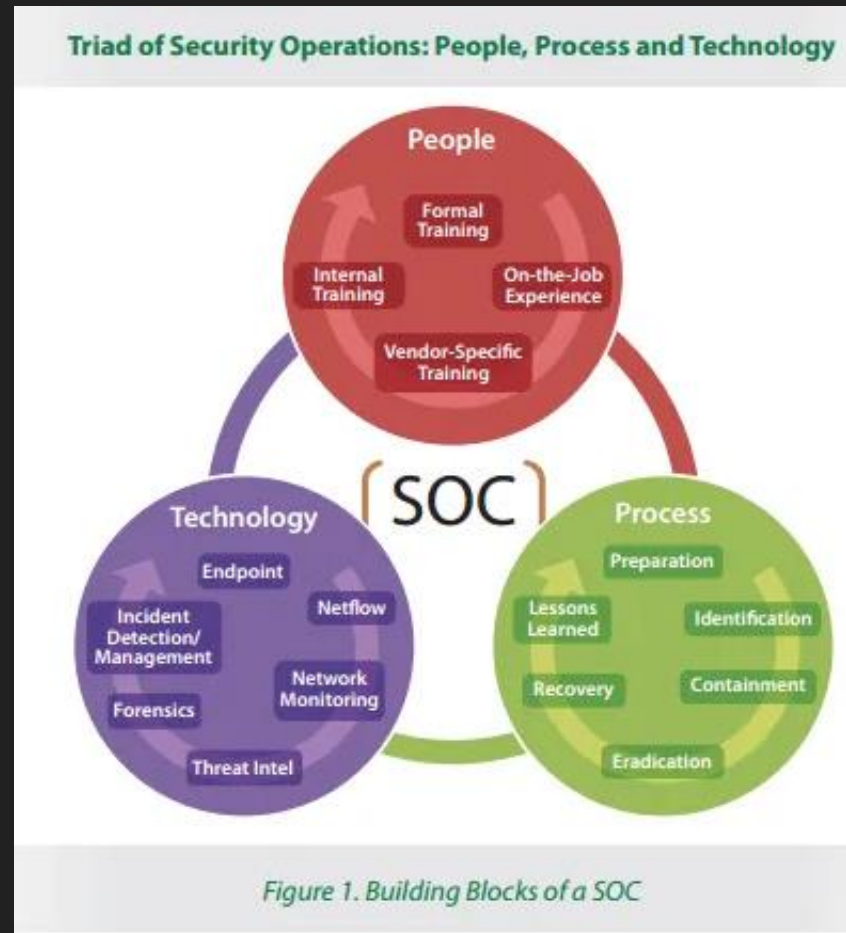 Triad of Security Operations: People, Process and Technology
People
Formal
Training
Internal
Training
On-the-Job
Experience
Vendor-Specific
Training
SOC
Technology
Endpoint
Netflow
Incident
Detection/
Management
Network
Monitoring
Forensics
Threat Intel
Process
Preparation
Lessons
Learned
Identification
Recovery
Containment
Eradication
Figure 1. Building Blocks of a SOC